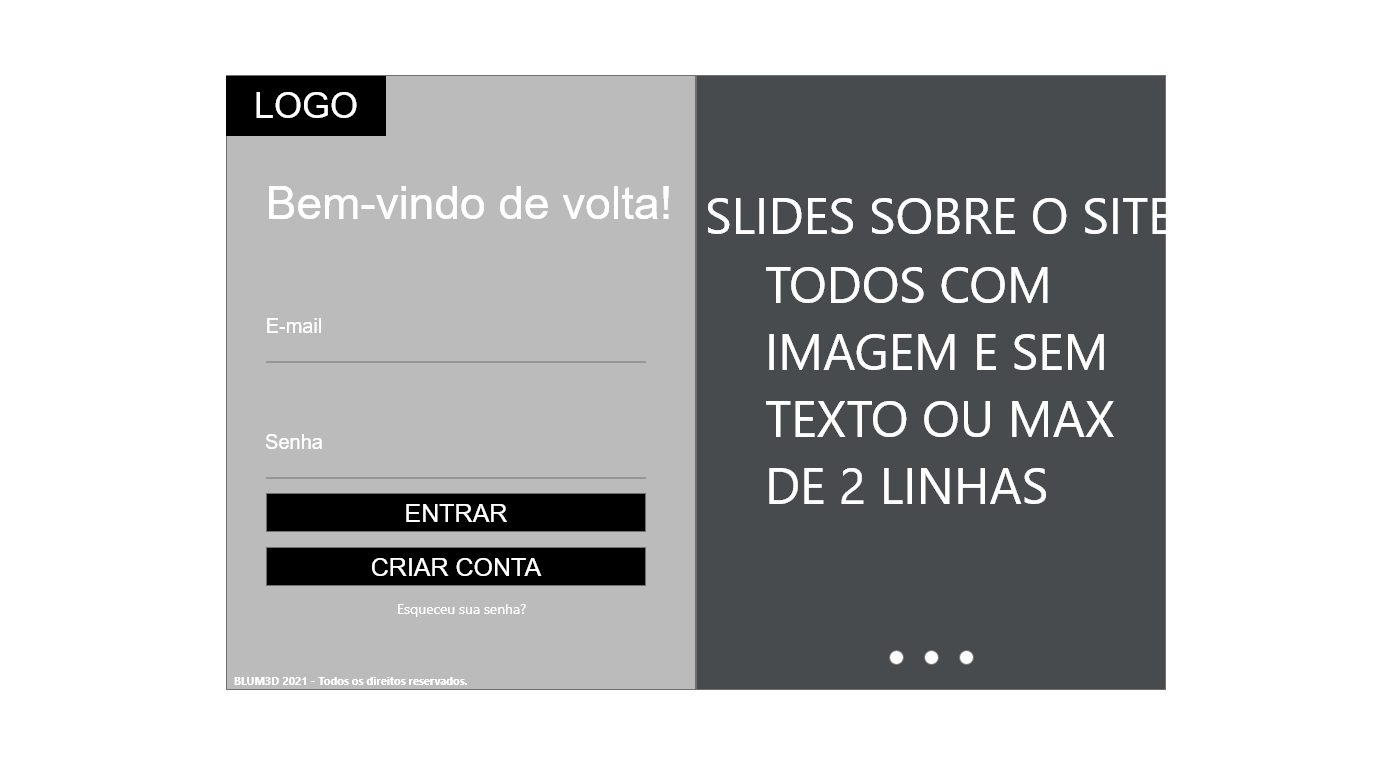 LOGO
Bem-vindo de volta!
E-mail
Senha
ENTRAR
CRIAR CONTA
Esqueceu sua senha?
BLUM3D 2021 - Todos os direitos reservados.
SLIDES SOBRE O SITE
TODOS COM
IMAGEM E SEM
TEXTO OU MAX
DE 2 LINHAS